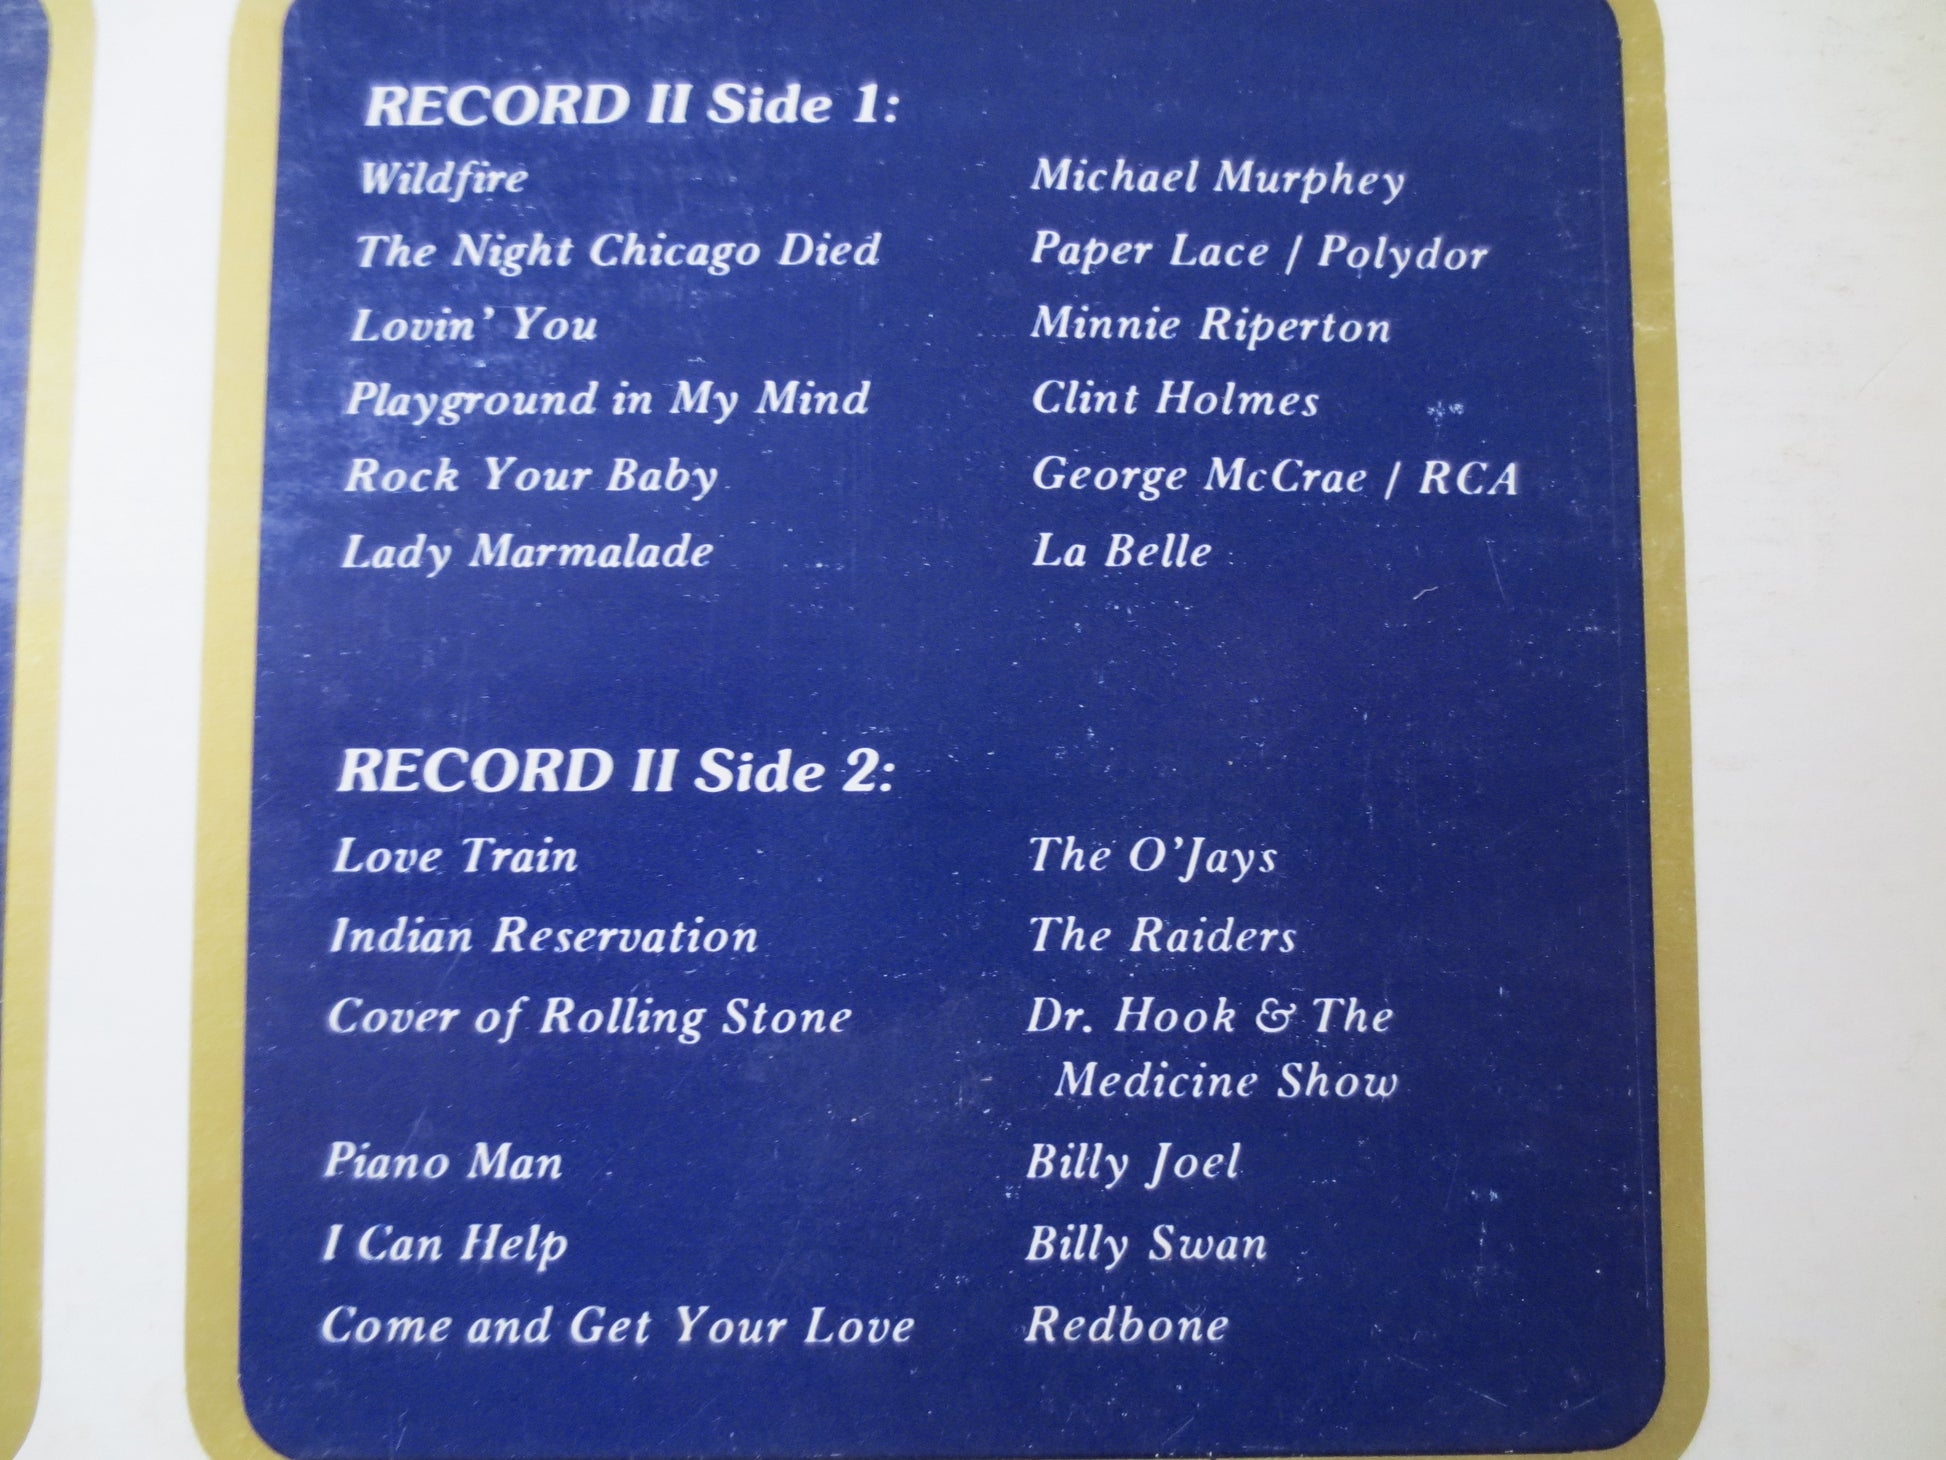 RECORD II Side 1:
Wildfire Michael Murphey
The Night Chicago Died Paper Lace / Polydor
Lovin' You Minnie Riperton
Playground in My Mind Clint Holmes
Rock Your Baby George McCrae / RCA
Lady Marmalade La Belle
RECORD II Side 2:
Love Train The O'Jays
Indian Reservation The Raiders
Cover of Rolling Stone Dr. Hook & The
Medicine Show
Piano Man Billy Joel
I Can Help Billy Swan
Come and Get Your Love Redbone